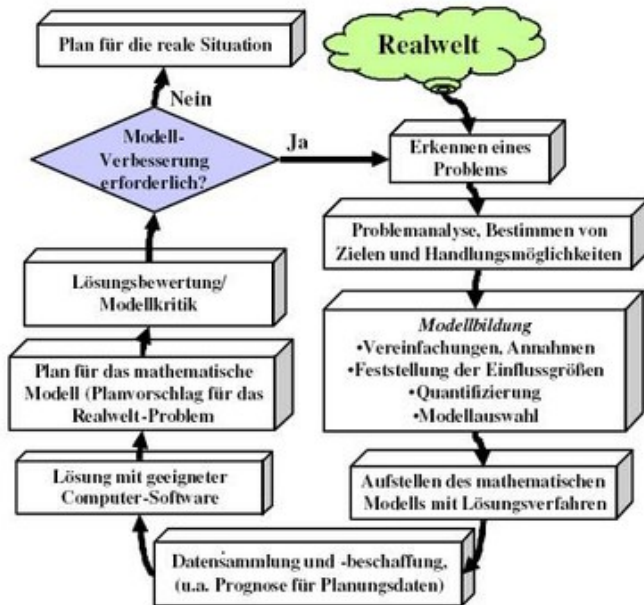 Plan für die reale Situation
Realwelt
Nein
Modell-
Verbesserung
erforderlich?
Ja
Erkennen eines
Problems
Problemanalyse, Bestimmen von
Zielen und Handlungsmöglichkeiten
Modellbildung
•Vereinfachungen, Annahmen
•Feststellung der Einflussgrößen
•Quantifizierung
•Modellauswahl
Aufstellen des mathematischen
Modells mit Lösungsverfahren
Datensammlung und -beschaffung,
(u.a. Prognose für Planungsdaten)
Lösung mit geeigneter
Computer-Software
Plan für das mathematische
Modell (Planvorschlag für das
Realwelt-Problem
Lösungsbewertung/
Modellkritik